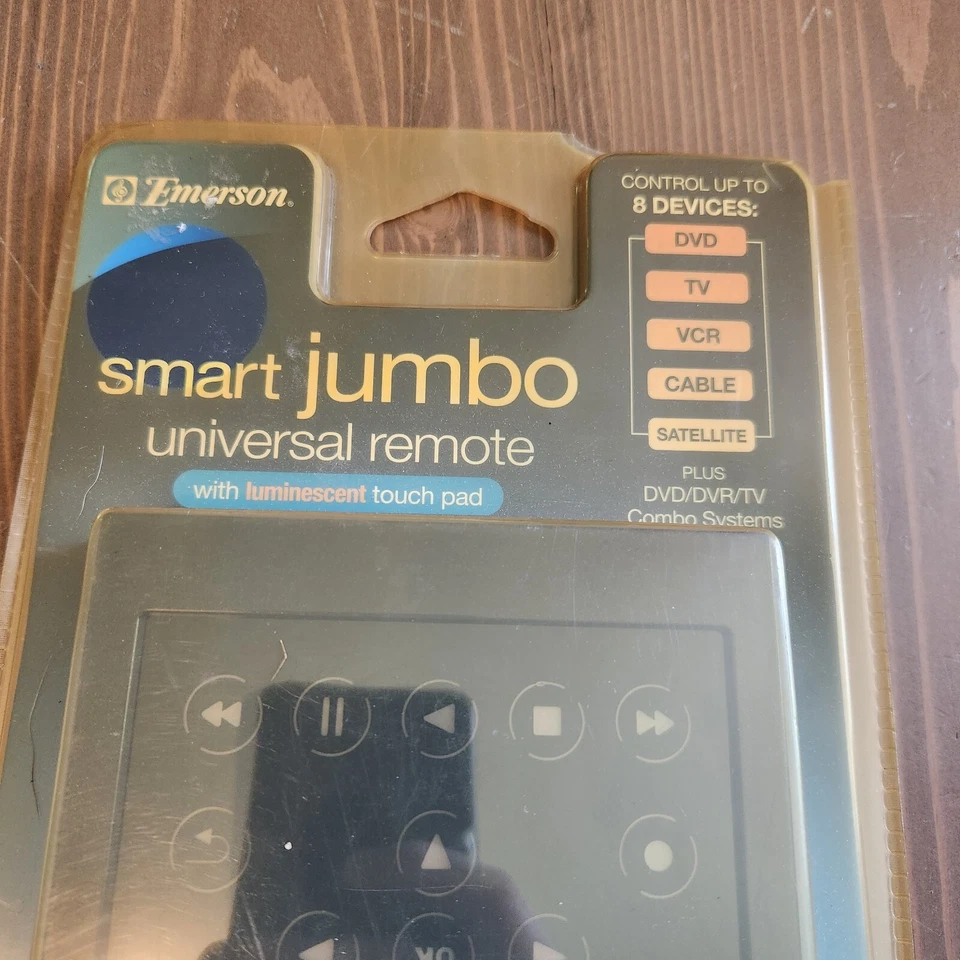 Emerson®
smart jumbo
universal remote
with luminescent touch pad
CONTROL UP TO
8 DEVICES:
DVD
TV
VCR
CABLE
SATELLITE
PLUS
DVD/DVR/TV
Combo Systems
OK